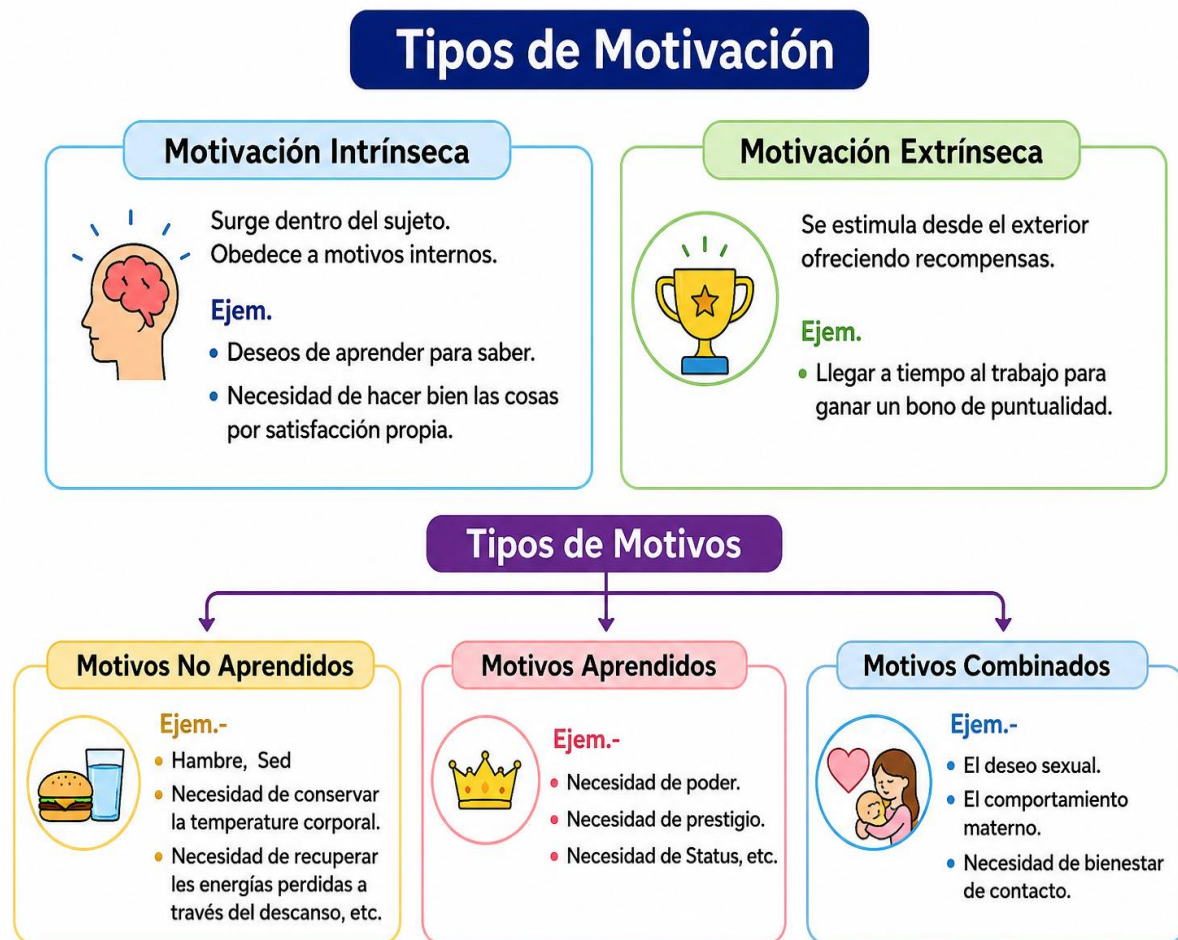 Tipos de Motivación
Motivación Intrínseca
Surge dentro del sujeto.
Obedece a motivos internos.
Ejem.
• Deseos de aprender para saber.
• Necesidad de hacer bien las cosas
por satisfacción propia.
Motivación Extrínseca
Se estimula desde el exterior
ofreciendo recompensas.
Ejem.
• Llegar a tiempo al trabajo para
ganar un bono de puntualidad.
Tipos de Motivos
Motivos No Aprendidos
Ejem.-
• Hambre, Sed
• Necesidad de conservar
la temperature corporal.
• Necesidad de recuperar
les energías perdidas a
través del descanso, etc.
Motivos Aprendidos
Ejem.-
• Necesidad de poder.
• Necesidad de prestigio.
• Necesidad de Status, etc.
Motivos Combinados
Ejem.-
• El deseo sexual.
• El comportamiento
materno.
• Necesidad de bienestar
de contacto.